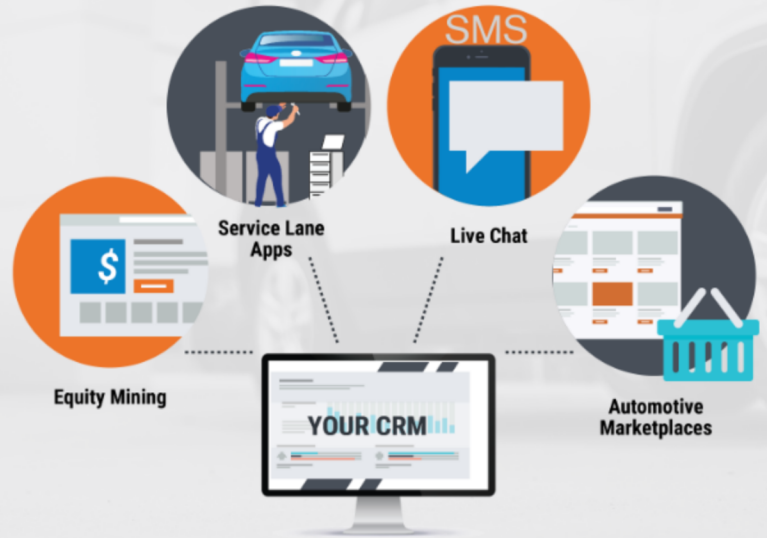 SMS
Service Lane
Apps
Live Chat
$
Equity Mining
Automotive
Marketplaces
YOUR CRM